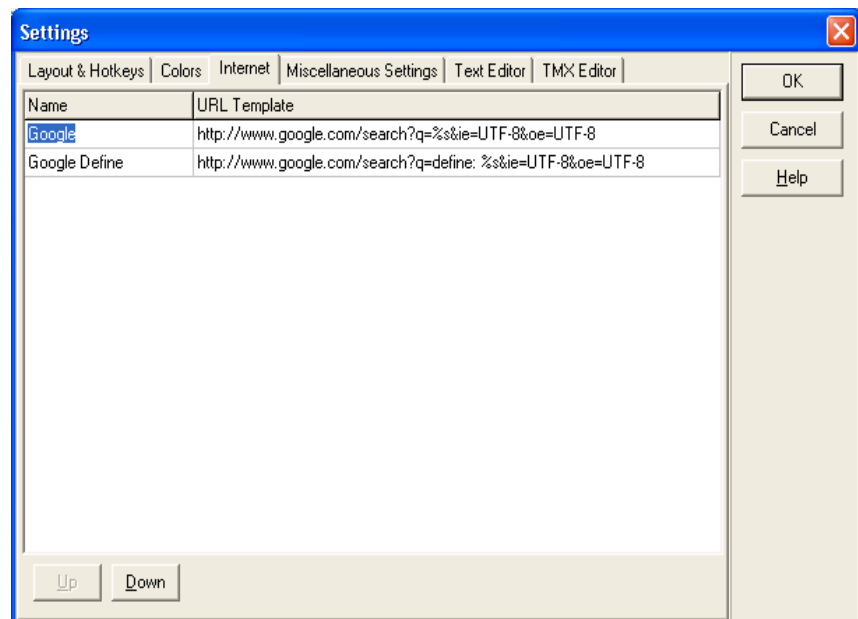 Settings
Layout & Hotkeys Colors Internet Miscellaneous Settings Text Editor TMX Editor
OK
Name URL Template
Google http://www.google.com/search?q=%s&ie=UTF-8&oe=UTF-8
Cancel
Google Define http://www.google.com/search?q=define: %s&ie=UTF-8&oe=UTF-8
Help
Up Down